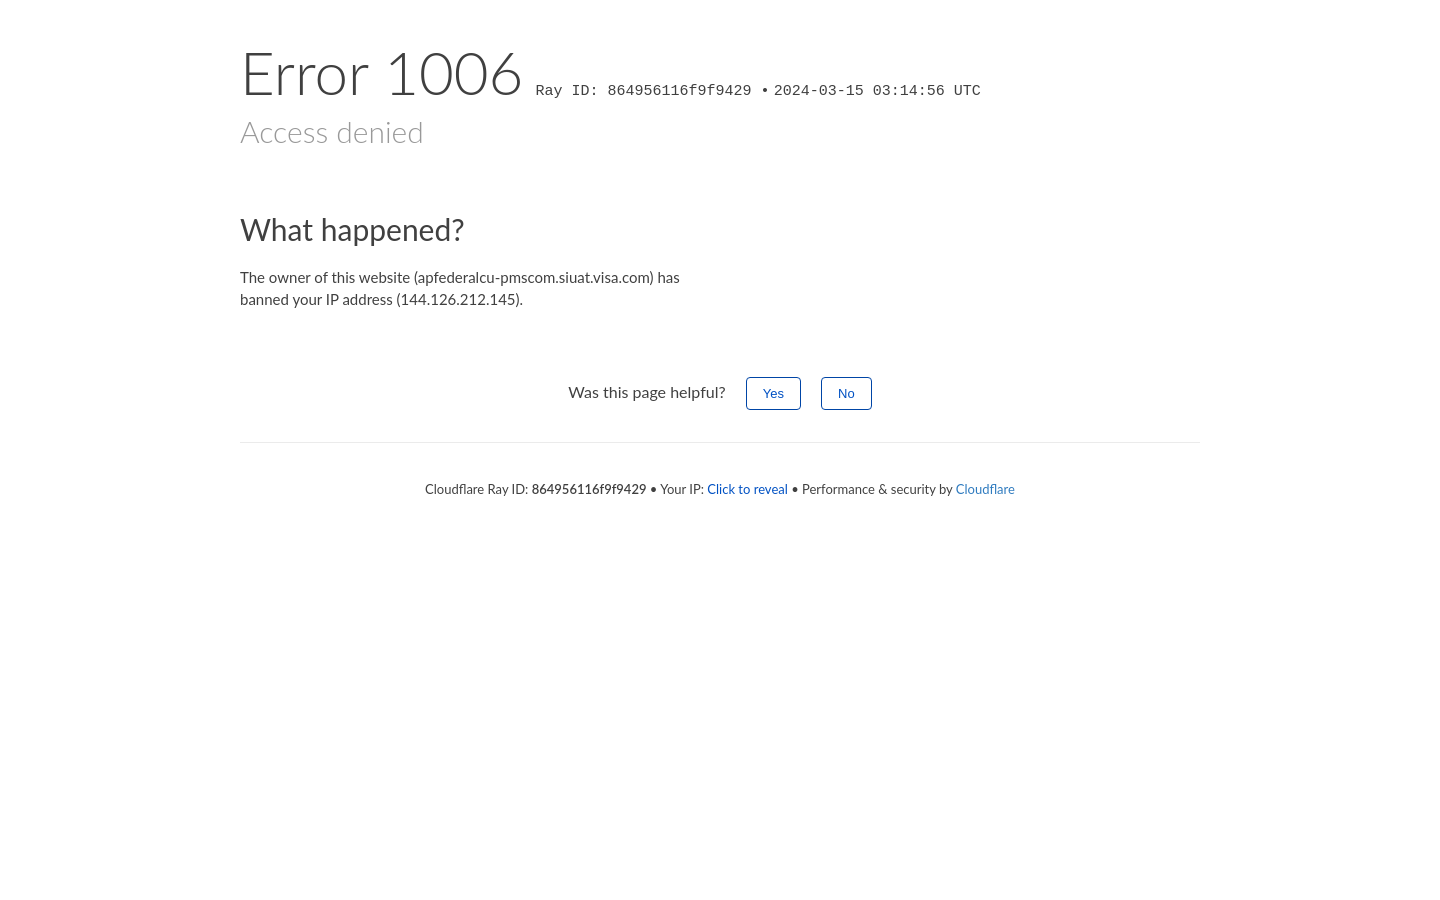 Error 1006 Ray ID: 864956116f9f9429 • 2024-03-15 03:14:56 UTC
Access denied
What happened?
The owner of this website (apfederalcu-pmscom.siuat.visa.com) has
banned your IP address (144.126.212.145).
Was this page helpful? Yes No
Cloudflare Ray ID: 864956116f9f9429 • Your IP: Click to reveal • Performance & security by Cloudflare